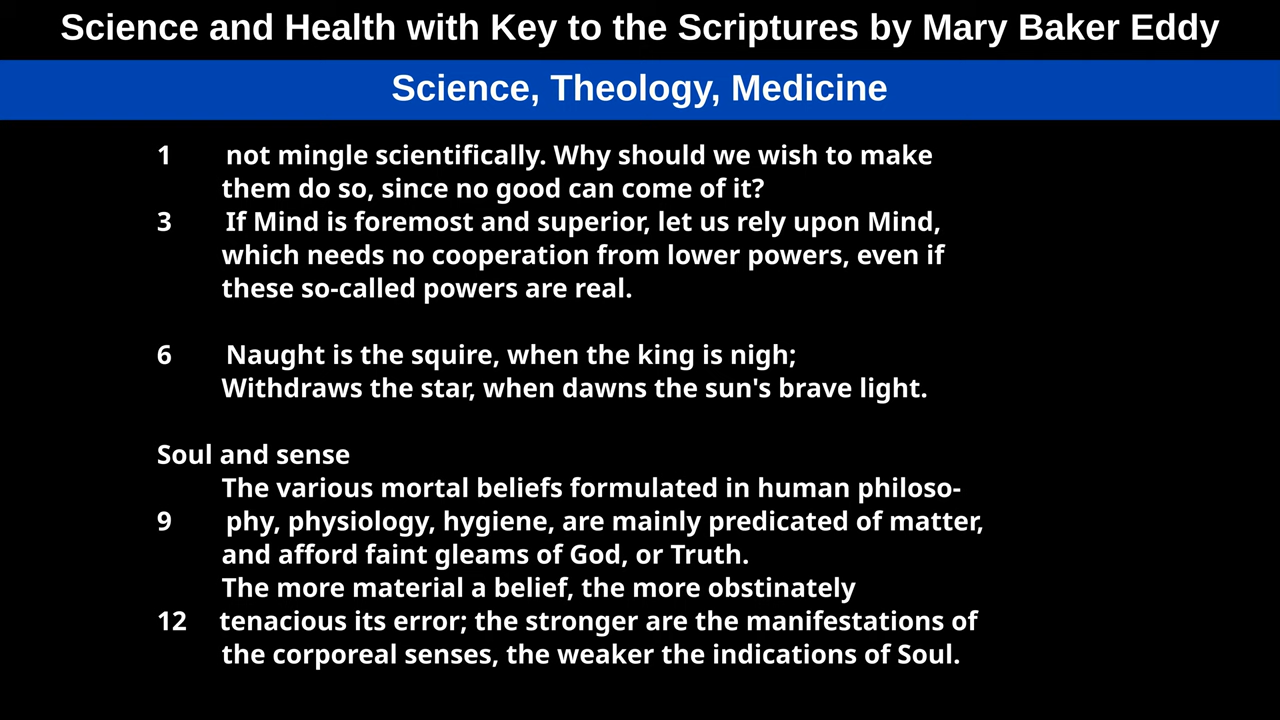 Science and Health with Key to the Scriptures by Mary Baker Eddy
Science, Theology, Medicine
1 not mingle scientifically. Why should we wish to make
them do so, since no good can come of it?
3 If Mind is foremost and superior, let us rely upon Mind,
which needs no cooperation from lower powers, even if
these so-called powers are real.
6 Naught is the squire, when the king is nigh;
Withdraws the star, when dawns the sun's brave light.
Soul and sense
The various mortal beliefs formulated in human philoso-
9 phy, physiology, hygiene, are mainly predicated of matter,
and afford faint gleams of God, or Truth.
The more material a belief, the more obstinately
12 tenacious its error; the stronger are the manifestations of
the corporeal senses, the weaker the indications of Soul.